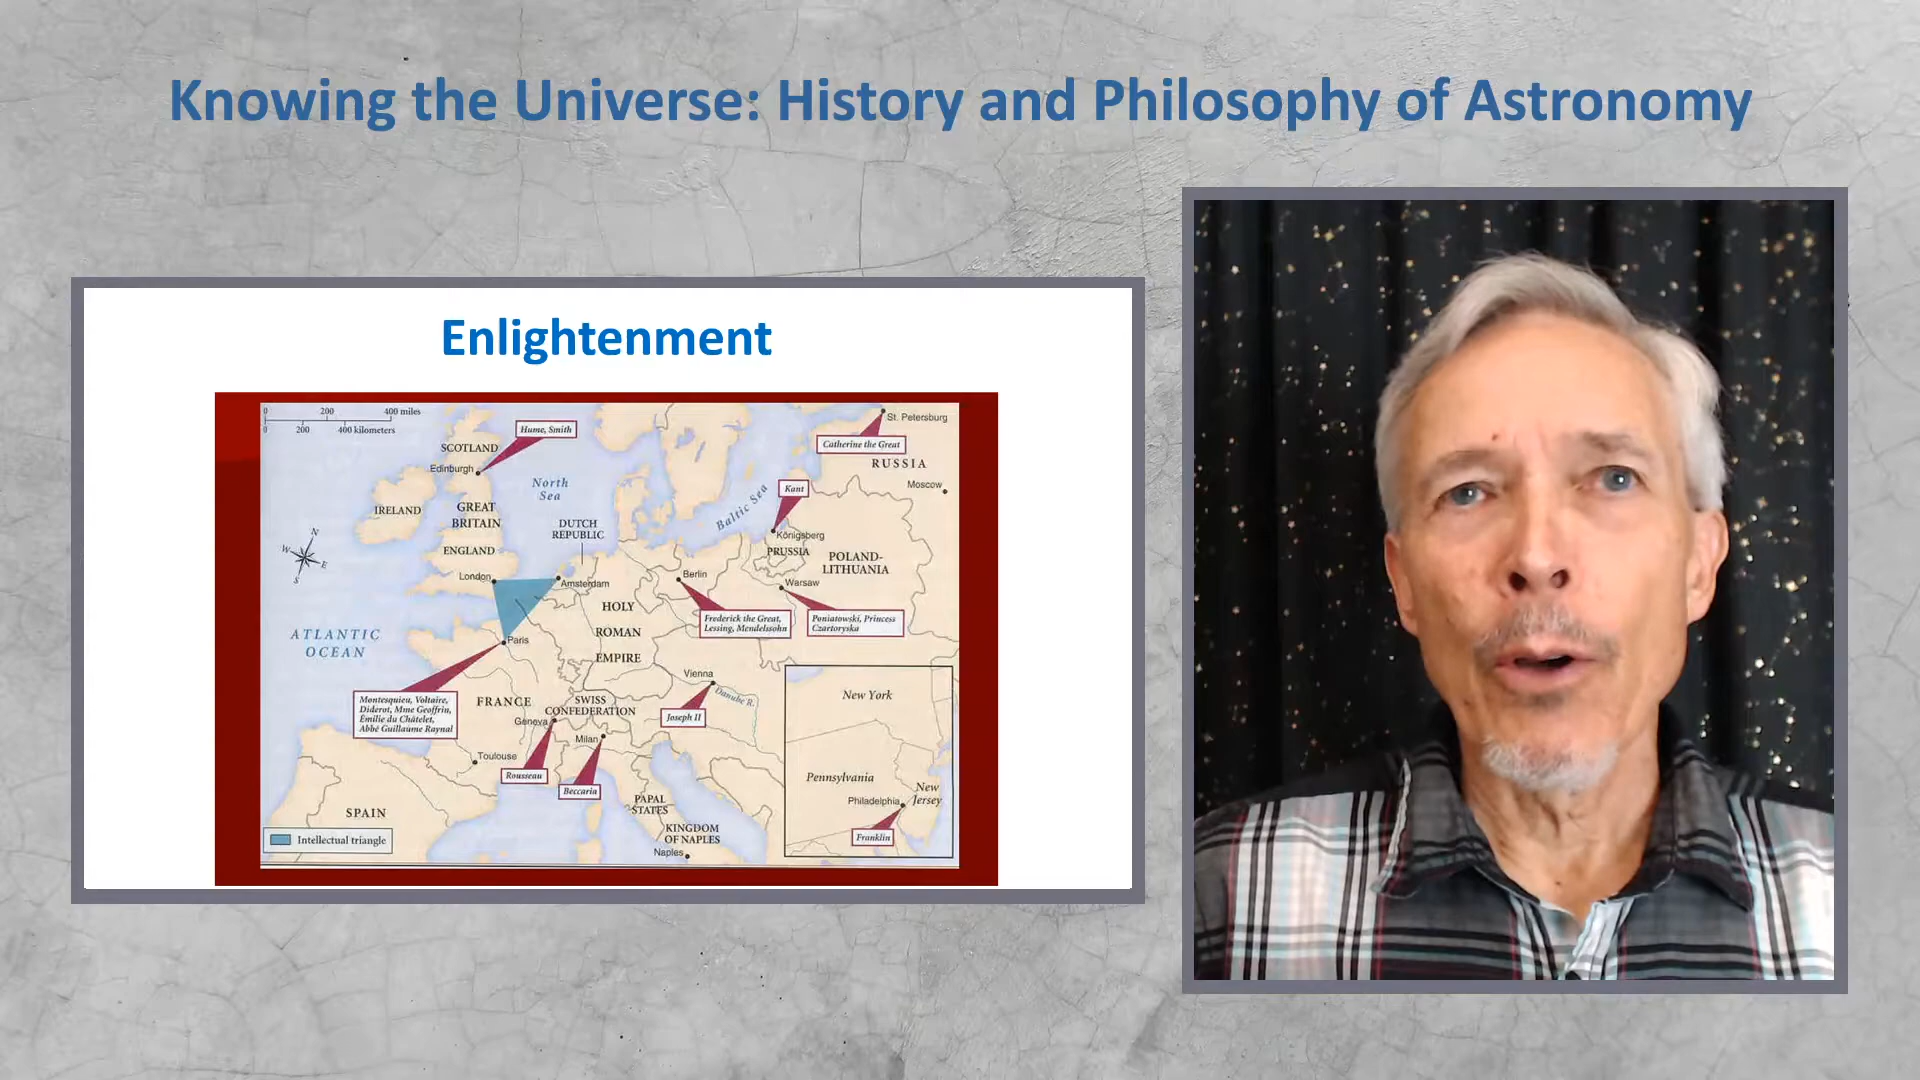 Knowing the Universe: History and Philosophy of Astronomy
Enlightenment
0 200 400 miles
0 200 400 kilometers
Hume, Smith
SCOTLAND
Edinburgh
St. Petersburg
Catherine the Great
RUSSIA
Moscow
North
Sea
Baltic Sea
Kant
IRELAND
GREAT
BRITAIN
DUTCH
REPUBLIC
Königsberg
PRUSSIA
POLAND-
LITHUANIA
N
W
E
S
ENGLAND
London
Amsterdam
Berlin
Warsaw
HOLY
ROMAN
EMPIRE
Frederick the Great,
Lessing, Mendelssohn
Poniatowski, Princess
Czartoryska
ATLANTIC
OCEAN
Paris
Montesquieu, Voltaire,
Diderot, Mme Geoffrin,
Émilie du Châtelet,
Abbé Guillaume Raynal
FRANCE
SWISS
CONFEDERATION
Vienna
Danube R.
Joseph II
Geneva
Milan
Toulouse
Rousseau
Beccaria
SPAIN
PAPAL
STATES
KINGDOM
OF NAPLES
Naples
Intellectual triangle
New York
Pennsylvania
New
Jersey
Philadelphia
Franklin